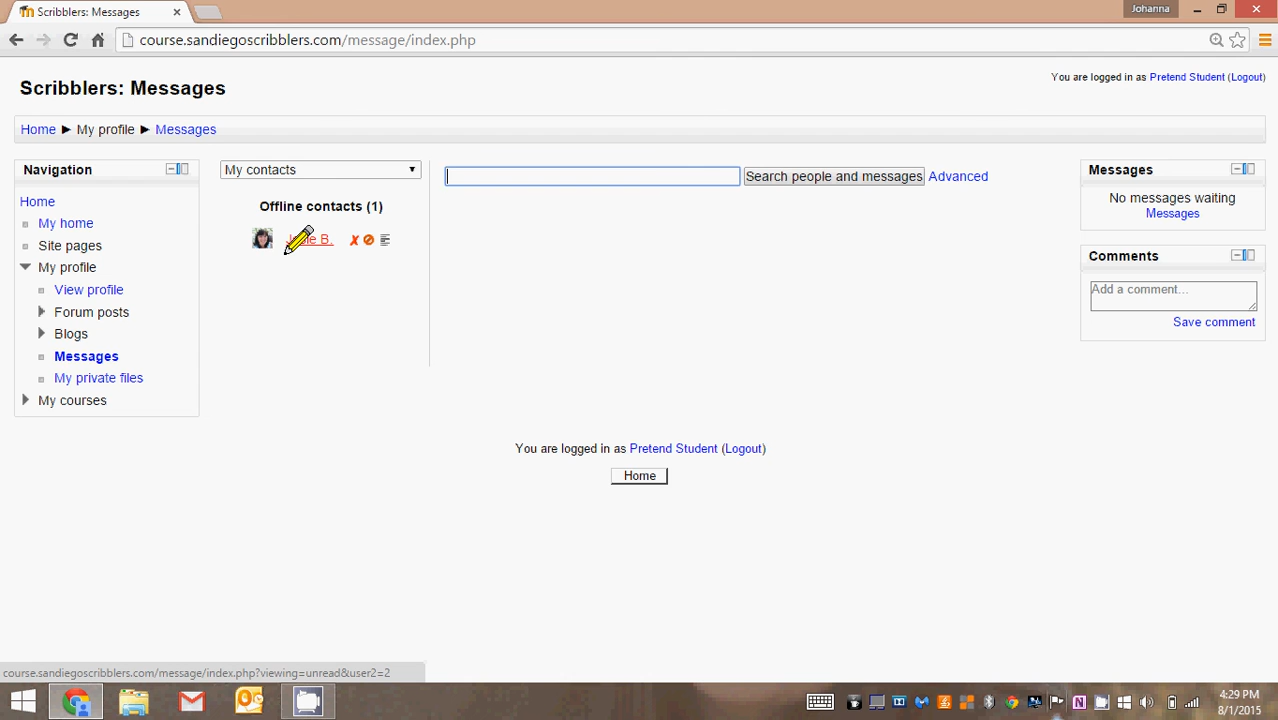 Scribblers: Messages
Johanna
course.sandiegoscribblers.com/message/index.php
Scribblers: Messages
You are logged in as Pretend Student (Logout)
Home ► My profile ► Messages
Navigation
Home
My home
Site pages
My profile
View profile
Forum posts
Blogs
Messages
My private files
My courses
My contacts
Offline contacts (1)
B.
Search people and messages Advanced
Messages
No messages waiting
Messages
Comments
Add a comment...
Save comment
You are logged in as Pretend Student (Logout)
Home
course.sandiegoscribblers.com/message/index.php?viewing=unread&user2=2
4:29 PM
8/1/2015